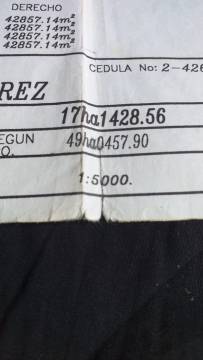 DERECHO
42857.14m²
42857.14m²
42857.14m²
42857.14m²
CEDULA No: 2-426
REZ
17ha1428.56
EGUN
O.
49ha0457.90
1:5000.